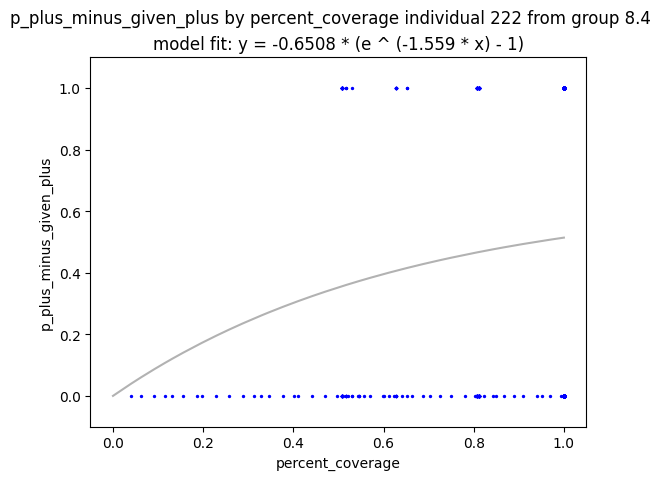 p_plus_minus_given_plus by percent_coverage individual 222 from group 8.4
model fit: y = -0.6508 * (e ^ (-1.559 * x) - 1)
1.0
0.8
0.6
0.4
0.2
0.0
p_plus_minus_given_plus
0.0 0.2 0.4 0.6 0.8 1.0
percent_coverage